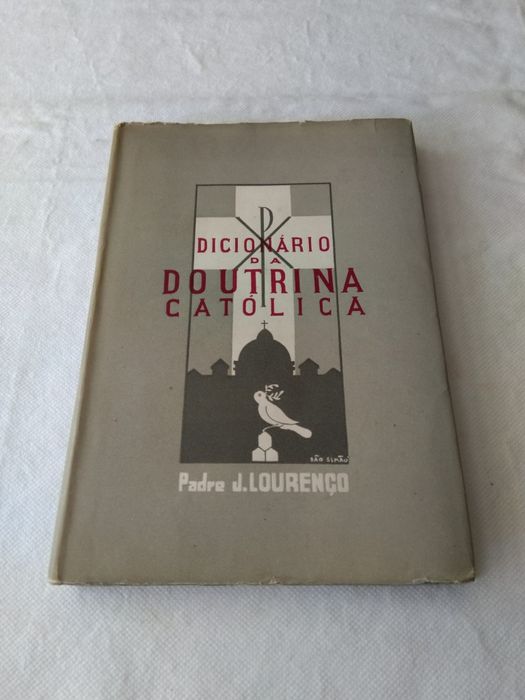 DICIONÁRIO
DA
DOUTRINA
CATÓLICA
SÃO SIMÃO
Padre J. LOURENÇO